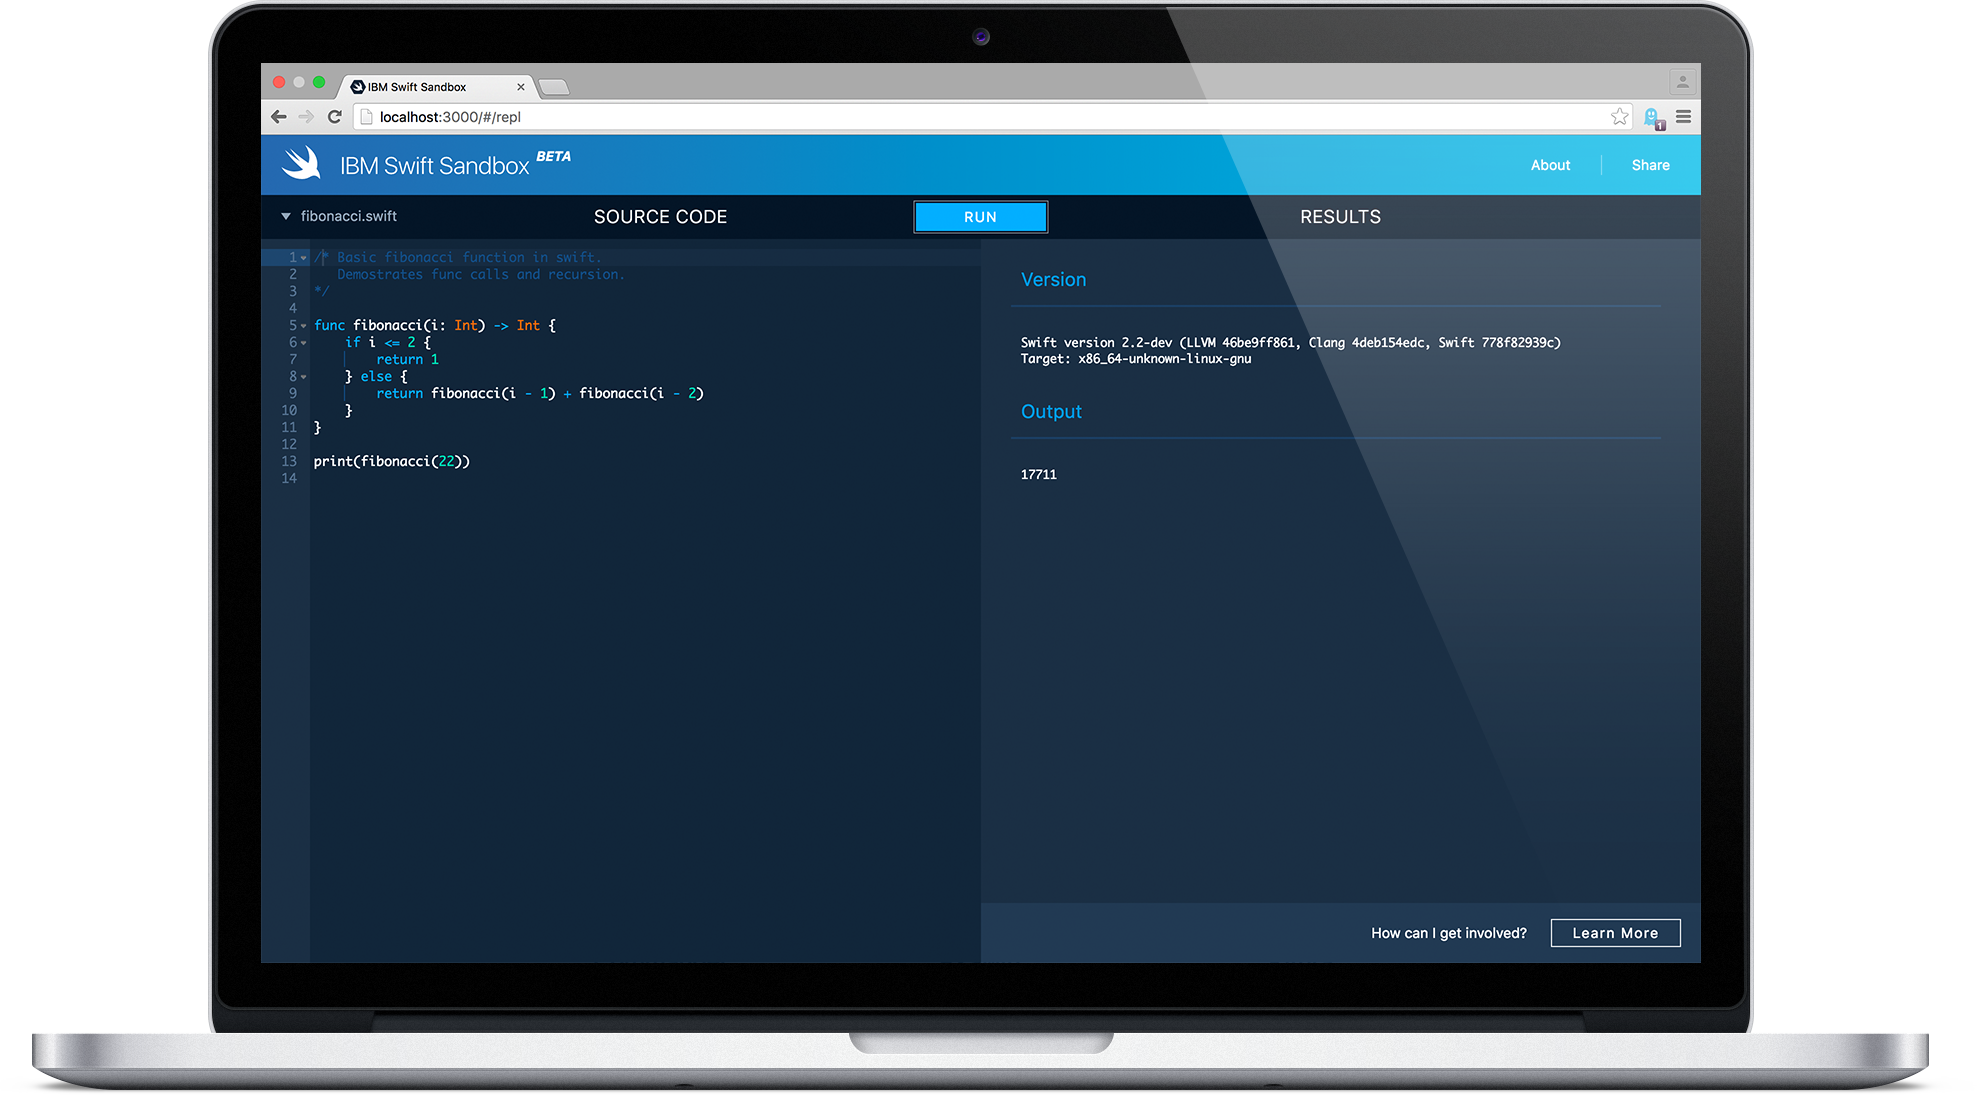 IBM Swift Sandbox
localhost:3000/#/repl
1
IBM Swift Sandbox BETA
About
Share
fibonacci.swift
SOURCE CODE
RUN
RESULTS
1 /* Basic fibonacci function in swift.
2    Demostrates func calls and recursion.
3 */
4
5 func fibonacci(i: Int) -> Int {
6     if i <= 2 {
7         return 1
8     } else {
9         return fibonacci(i - 1) + fibonacci(i - 2)
10     }
11 }
12
13 print(fibonacci(22))
14
Version
Swift version 2.2-dev (LLVM 46be9ff861, Clang 4deb154edc, Swift 778f82939c)
Target: x86_64-unknown-linux-gnu
Output
17711
How can I get involved?
Learn More